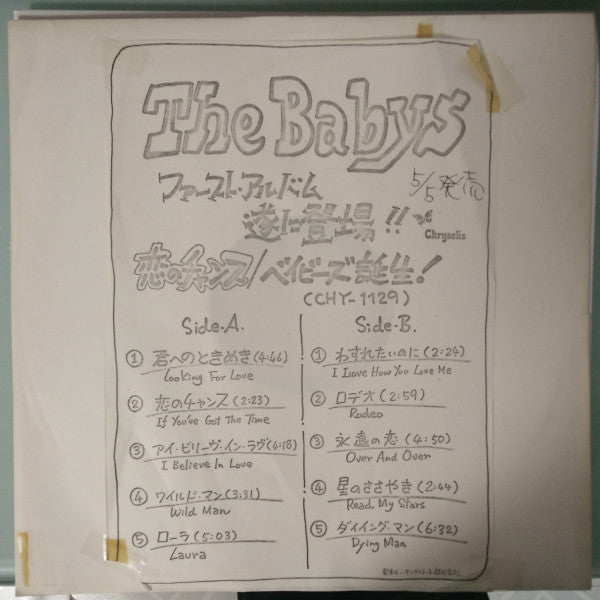 The Babys
ファースト・アルバム
5/5発売
遂に登場!!
Chrysalis
恋のチャンス/ベイビーズ誕生!
(CHY-1129)
Side・A.
① 君へのときめき(4:46)
Looking For Love
② 恋のチャンス(2:23)
If You've Got The Time
③ アイ・ビリーヴ・イン・ラヴ(4:18)
I Believe In Love
④ ワイルド・マン(3:31)
Wild Man
⑤ ローラ(5:03)
Laura
Side・B.
① わすれたいのに(2:24)
I Love How You Love Me
② ロデオ(2:59)
Rodeo
③ 永遠の恋(4:50)
Over And Over
④ 星のささやき(2:44)
Read My Stars
⑤ ダイイング・マン(6:32)
Dying Man